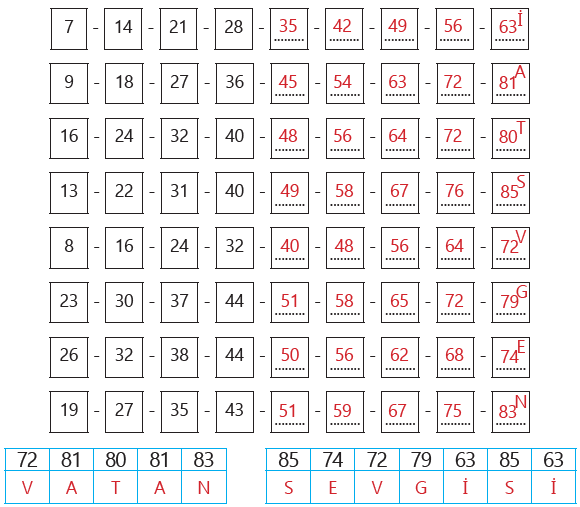 7 - 14 - 21 - 28 - 35 - 42 - 49 - 56 - 63 İ
9 - 18 - 27 - 36 - 45 - 54 - 63 - 72 - 81 A
16 - 24 - 32 - 40 - 48 - 56 - 64 - 72 - 80 T
13 - 22 - 31 - 40 - 49 - 58 - 67 - 76 - 85 S
8 - 16 - 24 - 32 - 40 - 48 - 56 - 64 - 72 V
23 - 30 - 37 - 44 - 51 - 58 - 65 - 72 - 79 G
26 - 32 - 38 - 44 - 50 - 56 - 62 - 68 - 74 E
19 - 27 - 35 - 43 - 51 - 59 - 67 - 75 - 83 N
72 81 80 81 83 85 74 72 79 63 85 63
V A T A N S E V G İ S İ